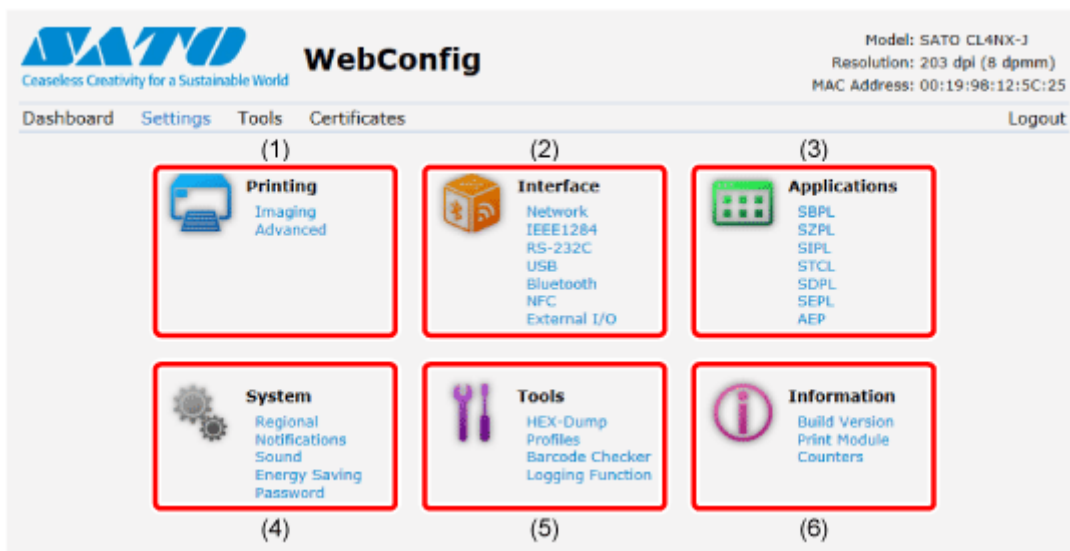 SATO
Ceaseless Creativity for a Sustainable World
WebConfig
Model: SATO CL4NX-J
Resolution: 203 dpi (8 dpmm)
MAC Address: 00:19:98:12:5C:25
Dashboard Settings Tools Certificates Logout
(1) (2) (3)
Printing
Imaging
Advanced
Interface
Network
IEEE1284
RS-232C
USB
Bluetooth
NFC
External I/O
Applications
SBPL
SZPL
SIPL
STCL
SDPL
SEPL
AEP
System
Regional
Notifications
Sound
Energy Saving
Password
Tools
HEX-Dump
Profiles
Barcode Checker
Logging Function
Information
Build Version
Print Module
Counters
(4) (5) (6)